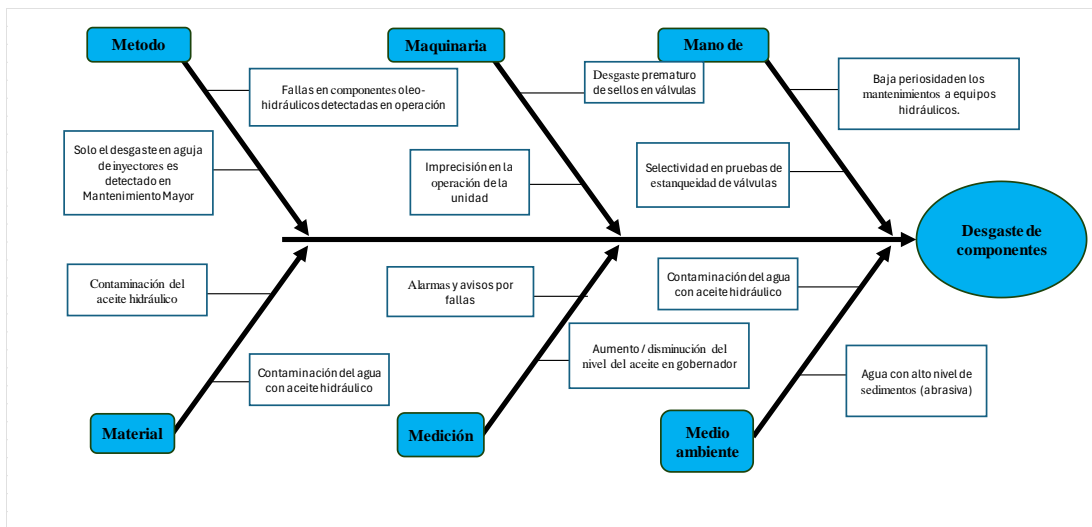 Metodo
Maquinaria
Mano de
Fallas en componentes oleo-
hidráulicos detectadas en operación
Desgaste prematuro
de sellos en válvulas
Baja periosidad en los
mantenimientos a equipos
hidráulicos.
Solo el desgaste en aguja
de inyectores es
detectado en
Mantenimiento Mayor
Imprecisión en la
operación de la
unidad
Selectividad en pruebas de
estanqueidad de válvulas
Desgaste de
componentes
Contaminación del
aceite hidráulico
Alarmas y avisos por
fallas
Contaminación del agua
con aceite hidráulico
Contaminación del agua
con aceite hidráulico
Aumento / disminución del
nivel del aceite en gobernador
Agua con alto nivel de
sedimentos (abrasiva)
Material
Medición
Medio
ambiente